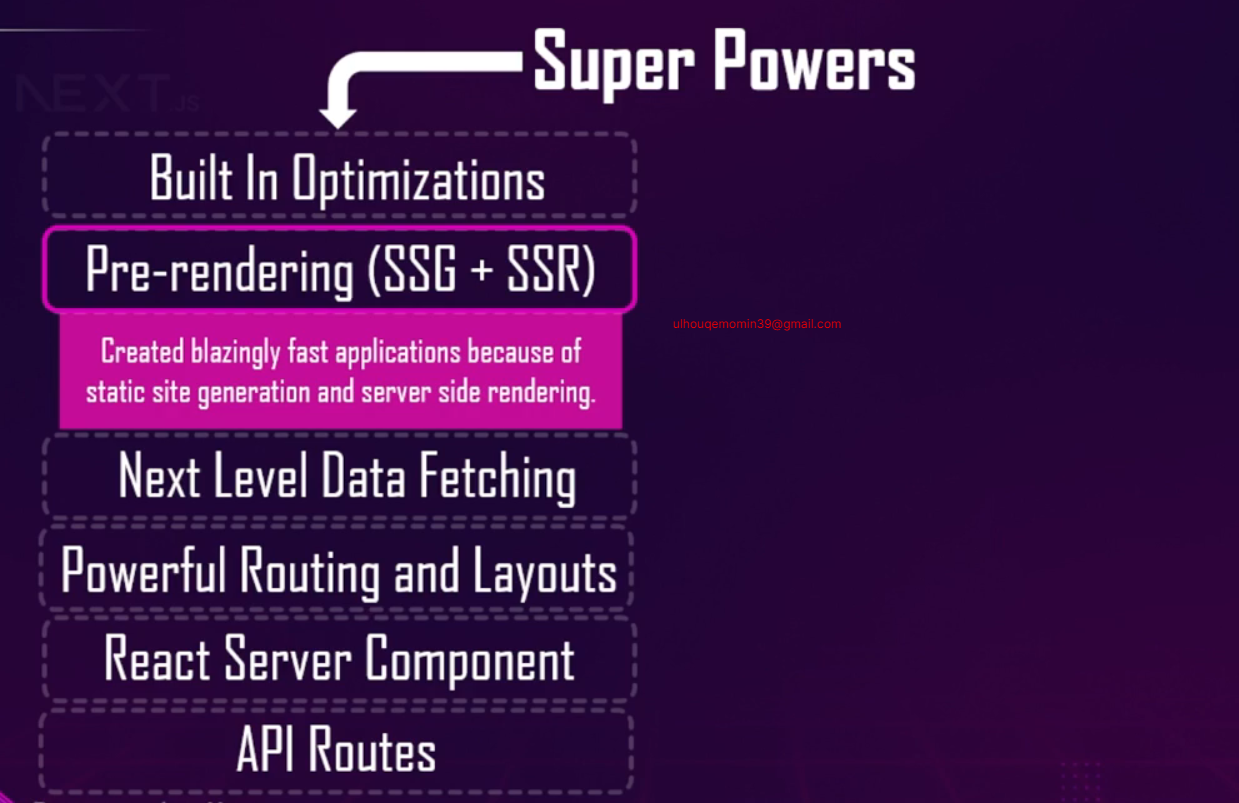 Super Powers
NEXT.JS
Built In Optimizations
Pre-rendering (SSG + SSR)
ulhouqemomin39@gmail.com
Created blazingly fast applications because of
static site generation and server side rendering.
Next Level Data Fetching
Powerful Routing and Layouts
React Server Component
API Routes